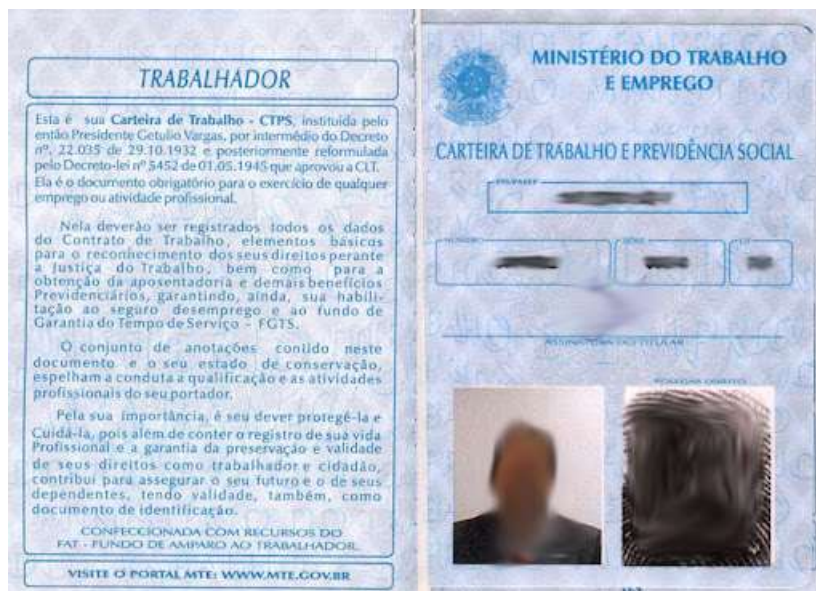 TRABALHADOR
Esta é sua Carteira de Trabalho - CTPS, instituída pelo
então Presidente Getulio Vargas, por intermédio do Decreto
nº. 22.035 de 29.10.1932 e posteriormente reformulada
pelo Decreto-lei nº 5452 de 01.05.1945 que aprovou a CLT.
Ela é o documento obrigatório para o exercício de qualquer
emprego ou atividade profissional.
Nela deverão ser registrados todos os dados
do Contrato de Trabalho, elementos básicos
para o reconhecimento dos seus direitos perante
a Justiça do Trabalho, bem como para a
obtenção da aposentadoria e demais benefícios
Previdenciários, garantindo, ainda, sua habili-
tação ao seguro desemprego e ao fundo de
Garantia do Tempo de Serviço - FGTS.
O conjunto de anotações contido neste
documento e o seu estado de conservação,
espelham a conduta a qualificação e as atividades
profissionais do seu portador.
Pela sua importância, é seu dever protegê-la e
Cuidá-la, pois além de conter o registro de sua vida
Profissional e a garantia da preservação e validade
de seus direitos como trabalhador e cidadão,
contribui para assegurar o seu futuro e o de seus
dependentes, tendo validade, também, como
documento de identificação.
CONFECCIONADA COM RECURSOS DO
FAT - FUNDO DE AMPARO AO TRABALHADOR.
VISITE O PORTAL MTE: WWW.MTE.GOV.BR
MINISTÉRIO DO TRABALHO
E EMPREGO
CARTEIRA DE TRABALHO E PREVIDÊNCIA SOCIAL
ASSINATURA DO TITULAR
POLEGAR DIREITO